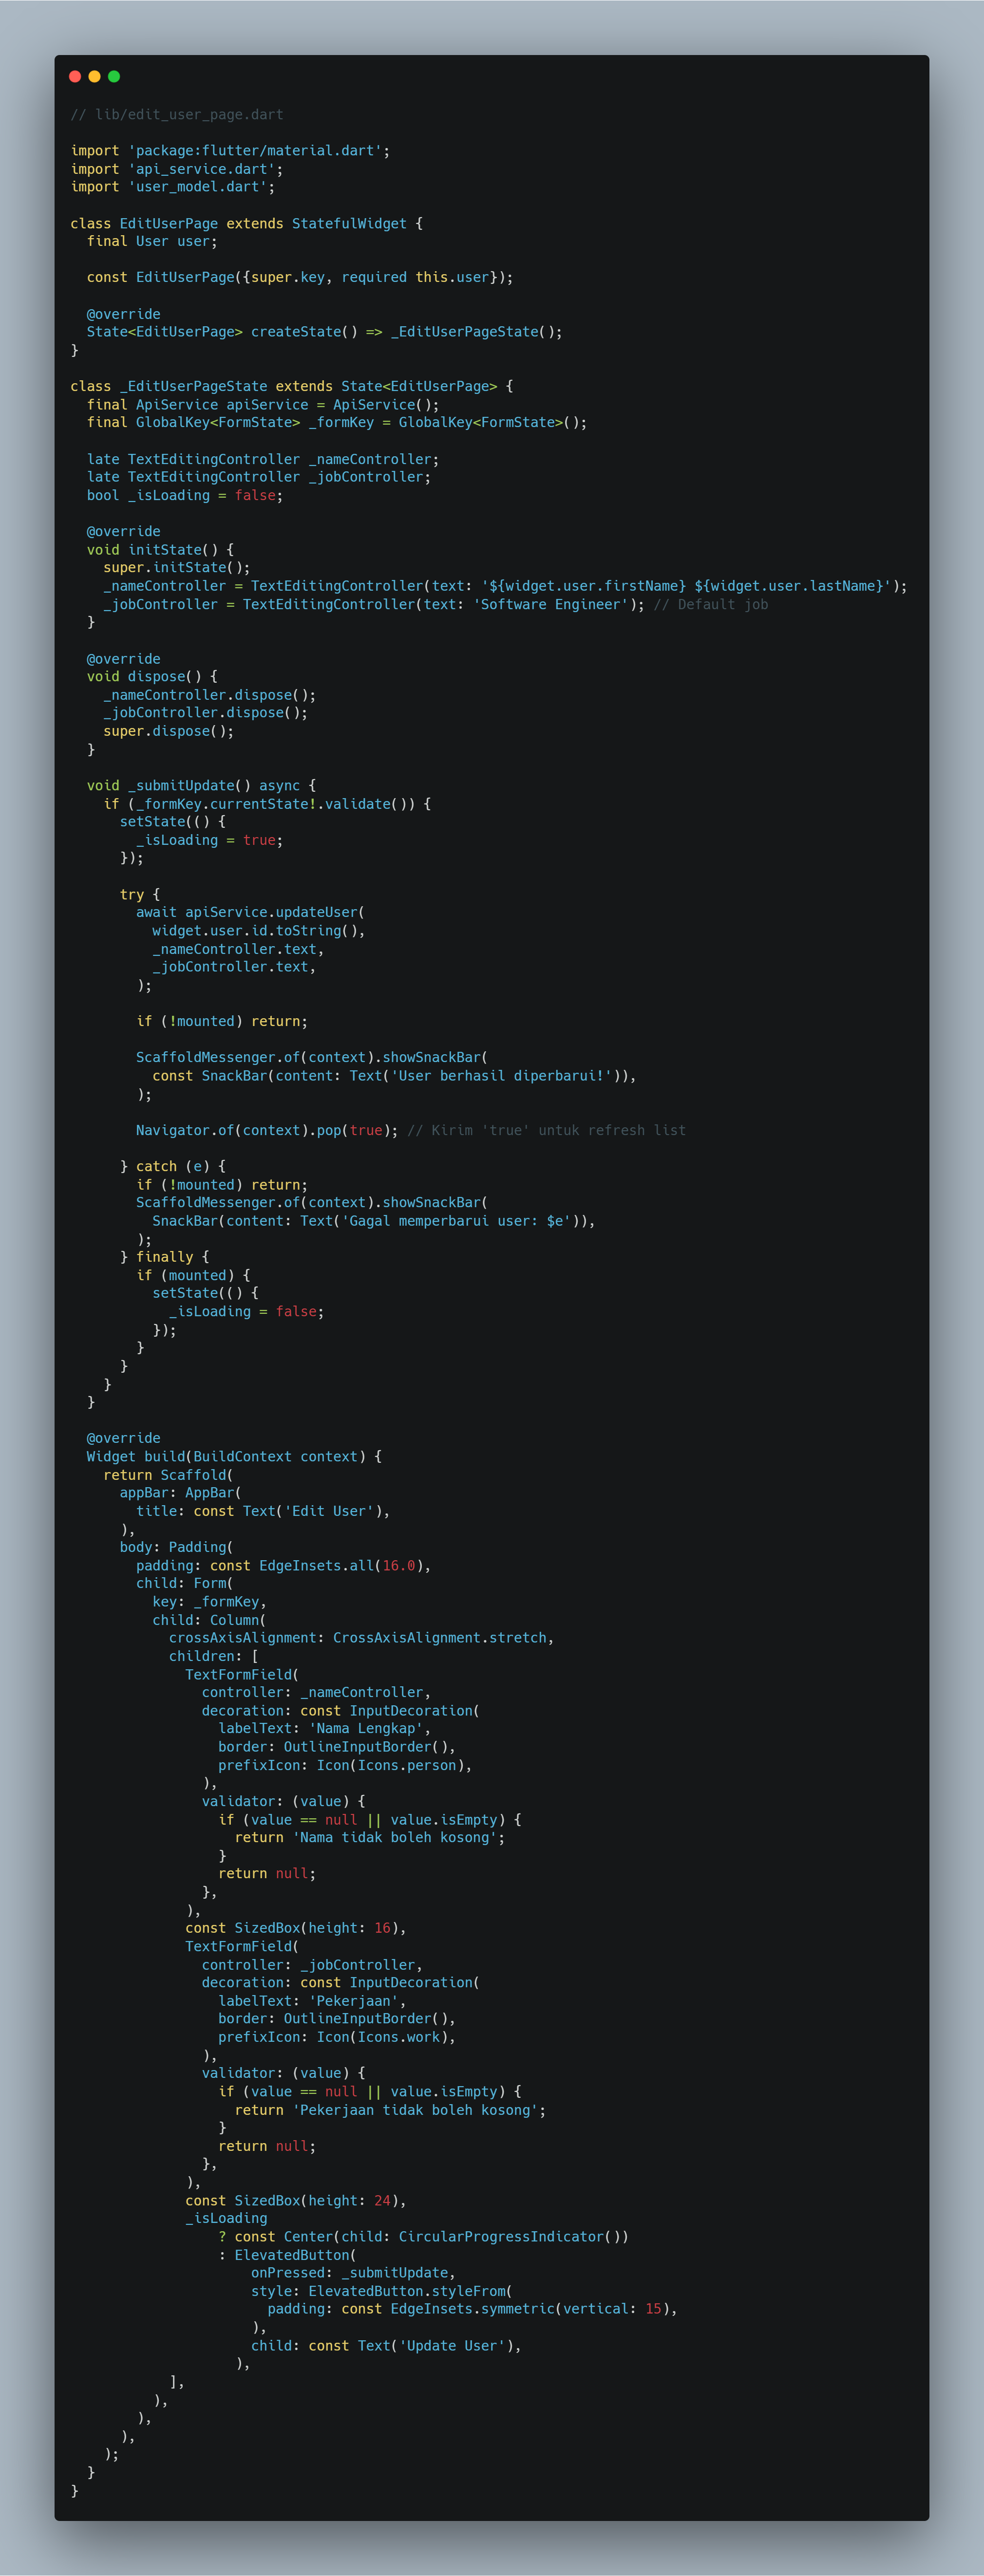 // lib/edit_user_page.dart

import 'package:flutter/material.dart';
import 'api_service.dart';
import 'user_model.dart';

class EditUserPage extends StatefulWidget {
  final User user;

  const EditUserPage({super.key, required this.user});

  @override
  State<EditUserPage> createState() => _EditUserPageState();
}

class _EditUserPageState extends State<EditUserPage> {
  final ApiService apiService = ApiService();
  final GlobalKey<FormState> _formKey = GlobalKey<FormState>();

  late TextEditingController _nameController;
  late TextEditingController _jobController;
  bool _isLoading = false;

  @override
  void initState() {
    super.initState();
    _nameController = TextEditingController(text: '${widget.user.firstName} ${widget.user.lastName}');
    _jobController = TextEditingController(text: 'Software Engineer'); // Default job
  }

  @override
  void dispose() {
    _nameController.dispose();
    _jobController.dispose();
    super.dispose();
  }

  void _submitUpdate() async {
    if (_formKey.currentState!.validate()) {
      setState(() {
        _isLoading = true;
      });

      try {
        await apiService.updateUser(
          widget.user.id.toString(),
          _nameController.text,
          _jobController.text,
        );

        if (!mounted) return;

        ScaffoldMessenger.of(context).showSnackBar(
          const SnackBar(content: Text('User berhasil diperbarui!')),
        );

        Navigator.of(context).pop(true); // Kirim 'true' untuk refresh list

      } catch (e) {
        if (!mounted) return;
        ScaffoldMessenger.of(context).showSnackBar(
          SnackBar(content: Text('Gagal memperbarui user: $e')),
        );
      } finally {
        if (mounted) {
          setState(() {
            _isLoading = false;
          });
        }
      }
    }
  }

  @override
  Widget build(BuildContext context) {
    return Scaffold(
      appBar: AppBar(
        title: const Text('Edit User'),
      ),
      body: Padding(
        padding: const EdgeInsets.all(16.0),
        child: Form(
          key: _formKey,
          child: Column(
            crossAxisAlignment: CrossAxisAlignment.stretch,
            children: [
              TextFormField(
                controller: _nameController,
                decoration: const InputDecoration(
                  labelText: 'Nama Lengkap',
                  border: OutlineInputBorder(),
                  prefixIcon: Icon(Icons.person),
                ),
                validator: (value) {
                  if (value == null || value.isEmpty) {
                    return 'Nama tidak boleh kosong';
                  }
                  return null;
                },
              ),
              const SizedBox(height: 16),
              TextFormField(
                controller: _jobController,
                decoration: const InputDecoration(
                  labelText: 'Pekerjaan',
                  border: OutlineInputBorder(),
                  prefixIcon: Icon(Icons.work),
                ),
                validator: (value) {
                  if (value == null || value.isEmpty) {
                    return 'Pekerjaan tidak boleh kosong';
                  }
                  return null;
                },
              ),
              const SizedBox(height: 24),
              _isLoading
                  ? const Center(child: CircularProgressIndicator())
                  : ElevatedButton(
                      onPressed: _submitUpdate,
                      style: ElevatedButton.styleFrom(
                        padding: const EdgeInsets.symmetric(vertical: 15),
                      ),
                      child: const Text('Update User'),
                    ),
            ],
          ),
        ),
      ),
    );
  }
}